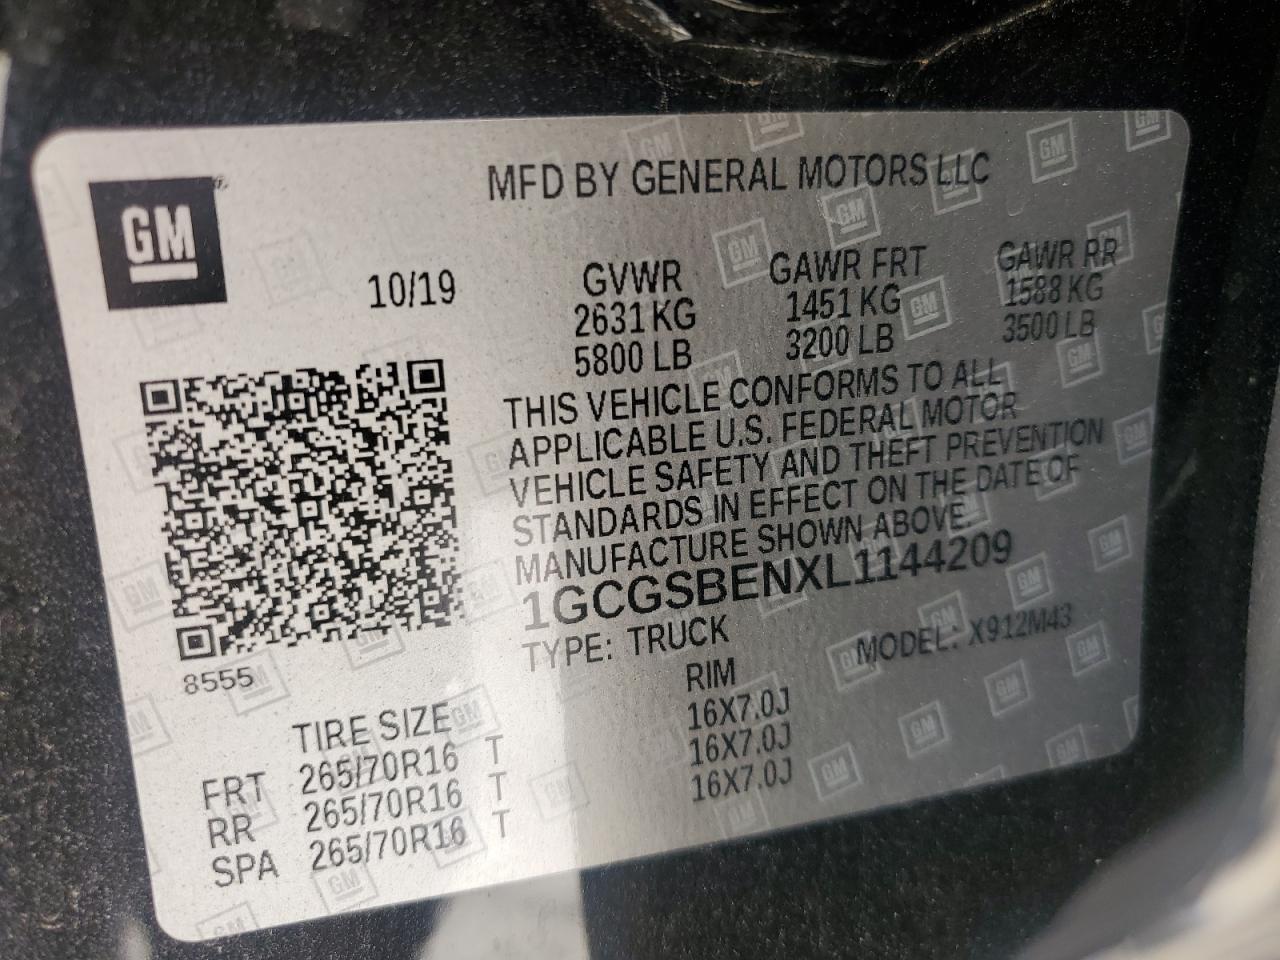 GM
MFD BY GENERAL MOTORS LLC
10/19
GVWR GAWR FRT GAWR RR
2631 KG 1451 KG 1588 KG
5800 LB 3200 LB 3500 LB
THIS VEHICLE CONFORMS TO ALL
APPLICABLE U.S. FEDERAL MOTOR
VEHICLE SAFETY AND THEFT PREVENTION
STANDARDS IN EFFECT ON THE DATE OF
MANUFACTURE SHOWN ABOVE.
1GCGSBENXL1144209
TYPE: TRUCK MODEL: X912M43
8555
TIRE SIZE RIM
FRT 265/70R16 T 16X7.0J
RR 265/70R16 T 16X7.0J
SPA 265/70R16 T 16X7.0J